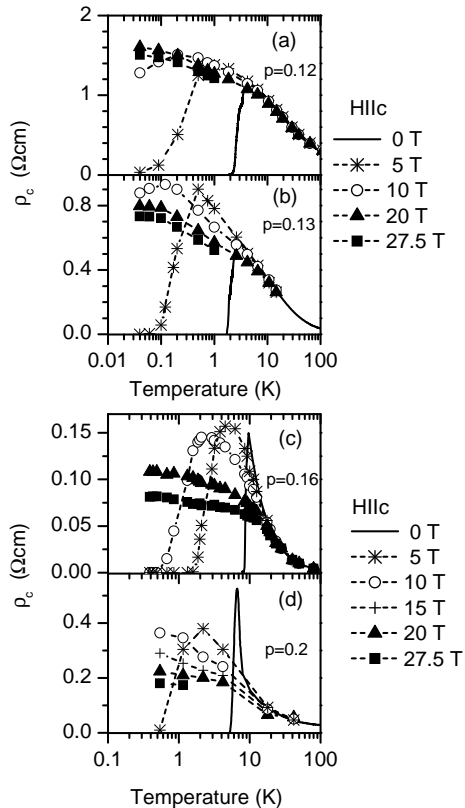 2
(a)
p=0.12
1
0
(b)
p=0.13
0.8
0.4
0.0
ρc (Ωcm)
0.01 0.1 1 10 100
Temperature (K)
HIIc
0 T
5 T
10 T
20 T
27.5 T
0.15
(c)
p=0.16
0.10
0.05
0.00
(d)
p=0.2
0.4
0.2
0.0
ρc (Ωcm)
0.1 1 10 100
Temperature (K)
HIIc
0 T
5 T
10 T
15 T
20 T
27.5 T